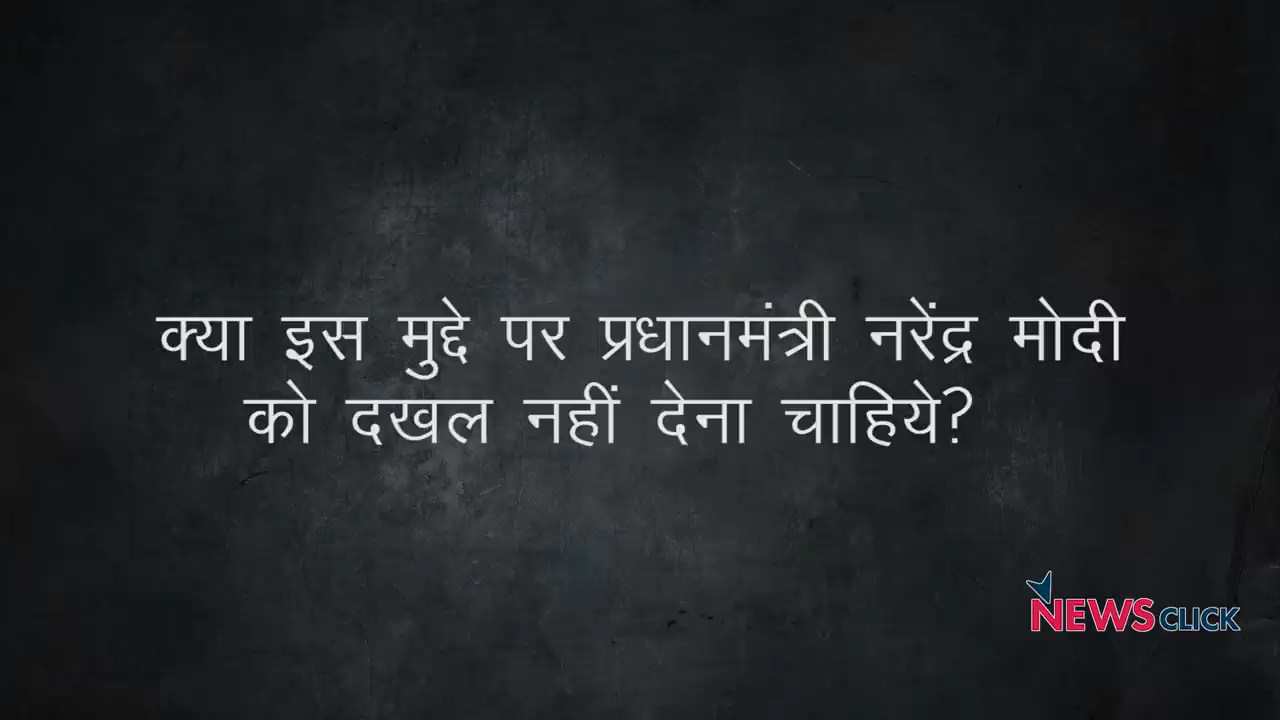 क्या इस मुद्दे पर प्रधानमंत्री नरेंद्र मोदी
को दखल नहीं देना चाहिये?
NEWSCLICK